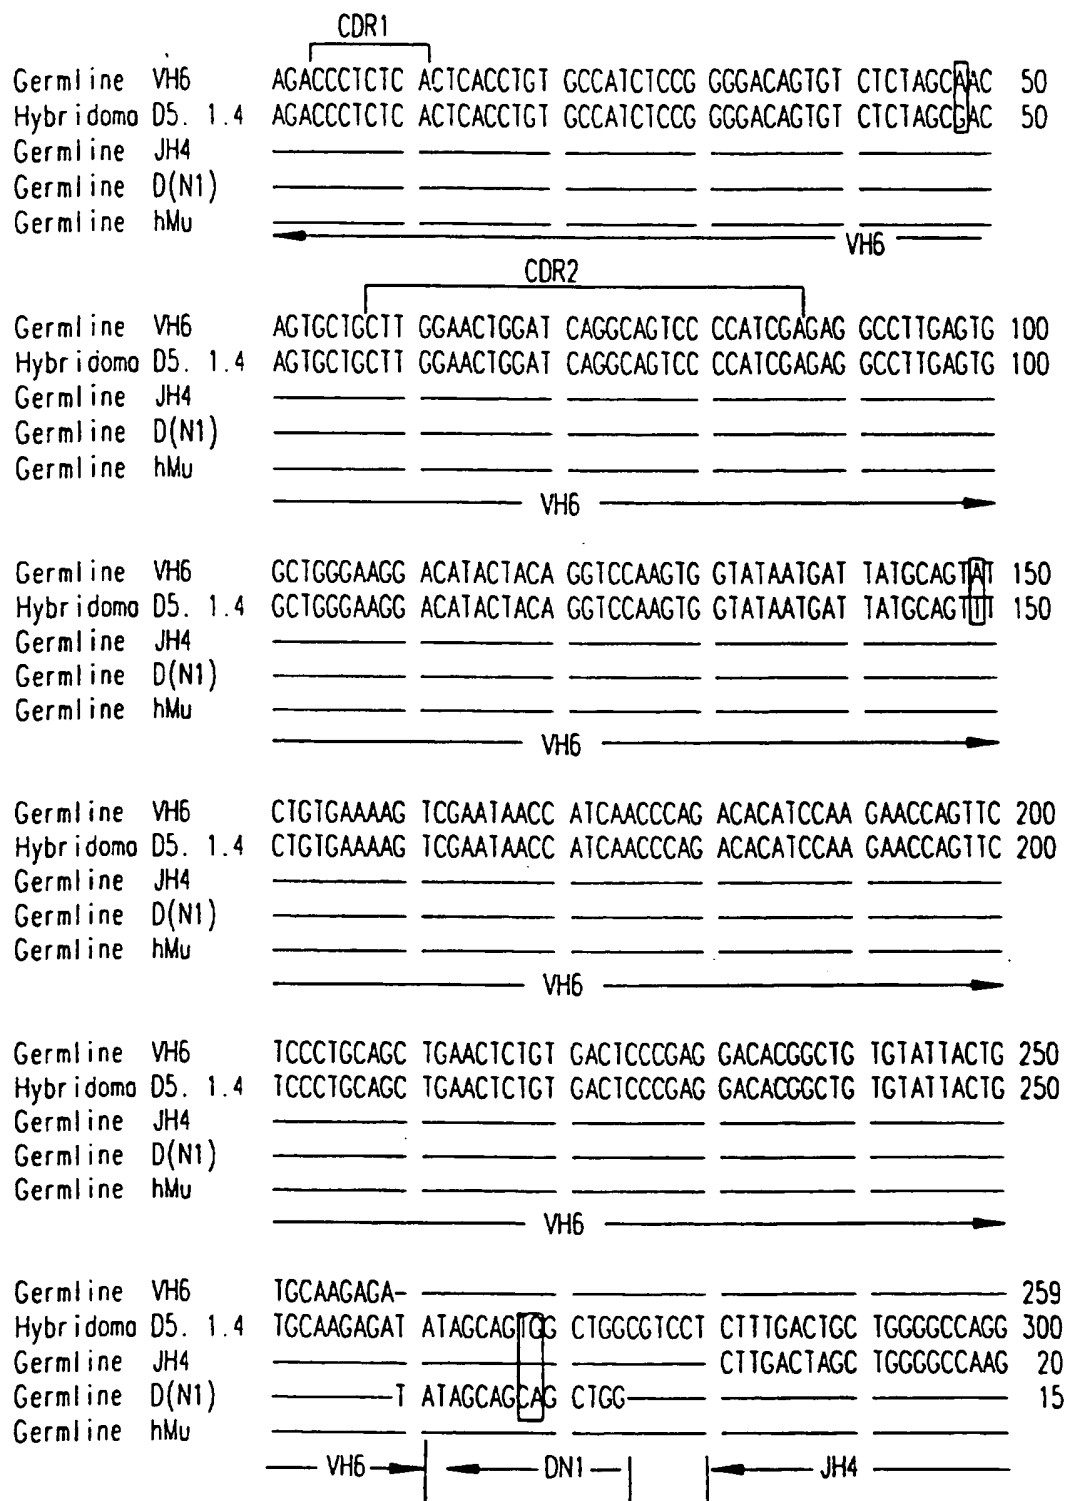 CDR1
Germline VH6 AGACCCTCTC ACTCACCTGT GCCATCTCCG GGGACAGTGT CTCTAGCAAC 50
Hybridoma D5. 1.4 AGACCCTCTC ACTCACCTGT GCCATCTCCG GGGACAGTGT CTCTAGCGAC 50
Germline JH4
Germline D(N1)
Germline hMu
VH6
CDR2
Germline VH6 AGTGCTGCTT GGAACTGGAT CAGGCAGTCC CCATCGAGAG GCCTTGAGTG 100
Hybridoma D5. 1.4 AGTGCTGCTT GGAACTGGAT CAGGCAGTCC CCATCGAGAG GCCTTGAGTG 100
Germline JH4
Germline D(N1)
Germline hMu
VH6
Germline VH6 GCTGGGAAGG ACATACTACA GGTCCAAGTG GTATAATGAT TATGCAGTAT 150
Hybridoma D5. 1.4 GCTGGGAAGG ACATACTACA GGTCCAAGTG GTATAATGAT TATGCAGTTT 150
Germline JH4
Germline D(N1)
Germline hMu
VH6
Germline VH6 CTGTGAAAAG TCGAATAACC ATCAACCCAG ACACATCCAA GAACCAGTTC 200
Hybridoma D5. 1.4 CTGTGAAAAG TCGAATAACC ATCAACCCAG ACACATCCAA GAACCAGTTC 200
Germline JH4
Germline D(N1)
Germline hMu
VH6
Germline VH6 TCCCTGCAGC TGAACTCTGT GACTCCCGAG GACACGGCTG TGTATTACTG 250
Hybridoma D5. 1.4 TCCCTGCAGC TGAACTCTGT GACTCCCGAG GACACGGCTG TGTATTACTG 250
Germline JH4
Germline D(N1)
Germline hMu
VH6
Germline VH6 TGCAAGAGA- 259
Hybridoma D5. 1.4 TGCAAGAGAT ATAGCAGTGG CTGGCGTCCT CTTTGACTGC TGGGGCCAGG 300
Germline JH4 CTTGACTAGC TGGGGCCAAG 20
Germline D(N1) T ATAGCAGCAG CTGG 15
Germline hMu
VH6 DN1 JH4